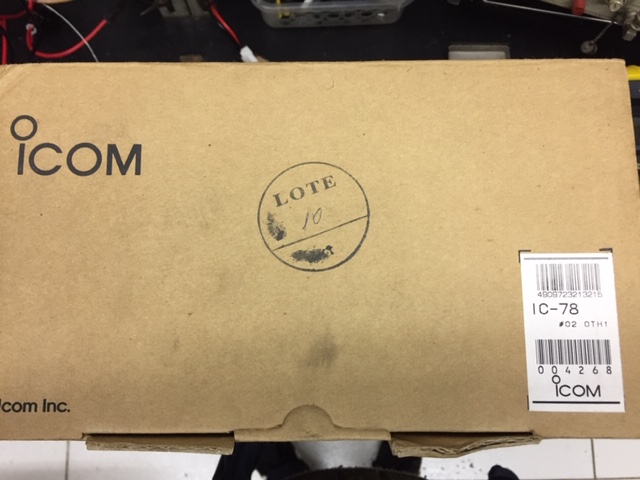 iCOM
LOTE
10
4909723213215
IC-78
#02 OTH1
004268
iCOM
Icom Inc.